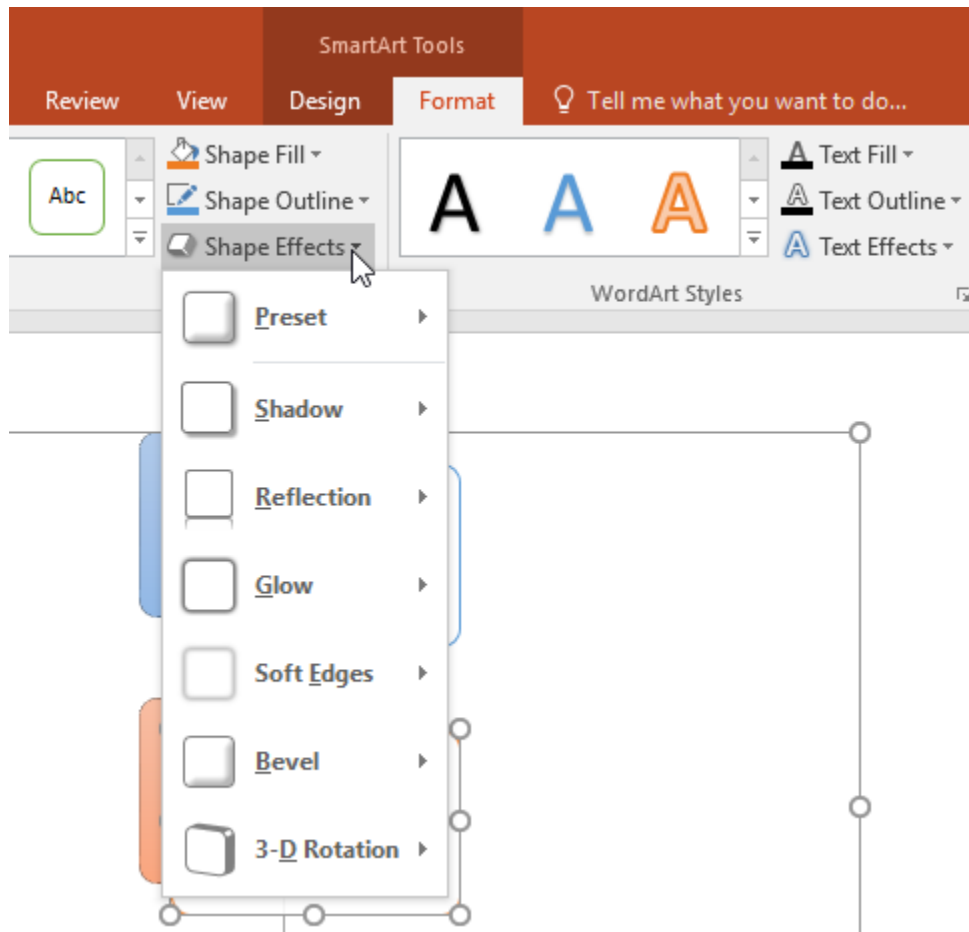 SmartArt Tools
Review View Design Format Tell me what you want to do...
Abc
Shape Fill
Shape Outline
Shape Effects
A A A
A Text Fill
A Text Outline
A Text Effects
WordArt Styles
Preset
Shadow
Reflection
Glow
Soft Edges
Bevel
3-D Rotation